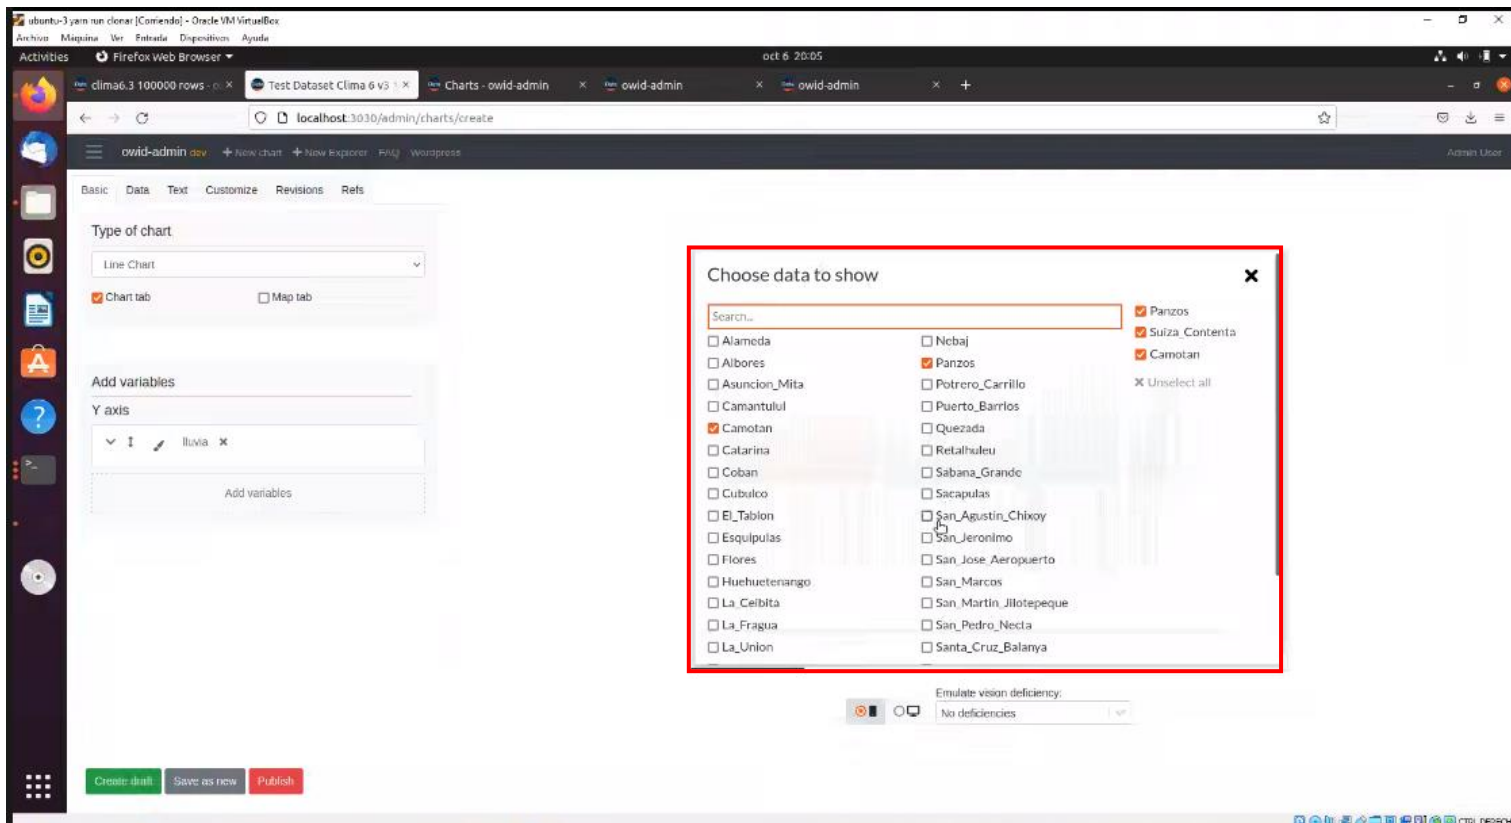 ubuntu-3 yarn run clonar [Corriendo] - Oracle VM VirtualBox
Archivo Máquina Ver Entrada Dispositivos Ayuda
Activities Firefox Web Browser oct 6 20:05
clima6.3 100000 rows - o Test Dataset Clima 6 v3 Charts - owid-admin owid-admin owid-admin
localhost:3030/admin/charts/create
owid-admin dev + New chart + New Explorer FAQ Wordpress Admin User
Basic Data Text Customize Revisions Refs
Type of chart
Line Chart
Chart tab Map tab
Add variables
Y axis
lluvia
Add variables
Choose data to show
Search...
Alameda
Albores
Asuncion_Mita
Camantulul
Camotan
Catarina
Coban
Cubulco
El_Tablon
Esquipulas
Flores
Huehuetenango
La_Ceibita
La_Fragua
La_Union
Nebaj
Panzos
Potrero_Carrillo
Puerto_Barrios
Quezada
Retalhuleu
Sabana_Grande
Sacapulas
San_Agustin_Chixoy
San_Jeronimo
San_Jose_Aeropuerto
San_Marcos
San_Martin_Jilotepeque
San_Pedro_Necta
Santa_Cruz_Balanya
Panzos
Suiza_Contenta
Camotan
Unselect all
Emulate vision deficiency:
No deficiencies
Create draft Save as new Publish
CTRL DERECHO